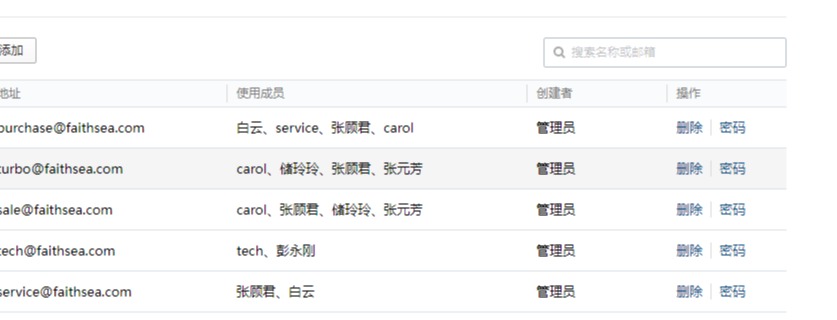 添加 搜索名称或邮箱
地址 使用成员 创建者 操作
purchase@faithsea.com 白云、service、张顾君、carol 管理员 删除 密码
turbo@faithsea.com carol、储玲玲、张顾君、张元芳 管理员 删除 密码
sale@faithsea.com carol、张顾君、储玲玲、张元芳 管理员 删除 密码
tech@faithsea.com tech、彭永刚 管理员 删除 密码
service@faithsea.com 张顾君、白云 管理员 删除 密码